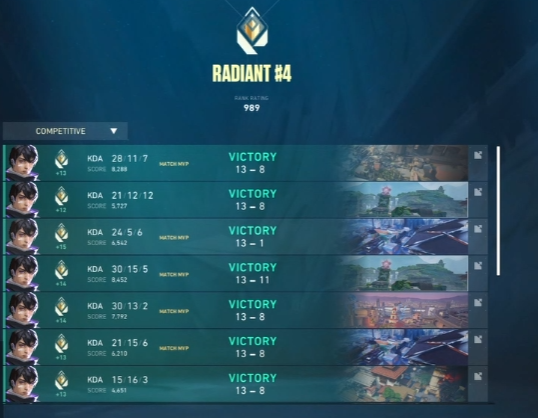 RADIANT #4
RANK RATING
989
COMPETITIVE ▼
+13 KDA 28/11/7 SCORE 8,288 MATCH MVP VICTORY 13 – 8
+12 KDA 21/12/12 SCORE 5,727 VICTORY 13 – 8
+15 KDA 24/5/6 SCORE 6,542 MATCH MVP VICTORY 13 – 1
+14 KDA 30/15/5 SCORE 8,452 MATCH MVP VICTORY 13 – 11
+14 KDA 30/13/2 SCORE 7,792 MATCH MVP VICTORY 13 – 8
+13 KDA 21/15/6 SCORE 6,210 MATCH MVP VICTORY 13 – 8
+13 KDA 15/16/3 SCORE 4,651 VICTORY 13 – 8